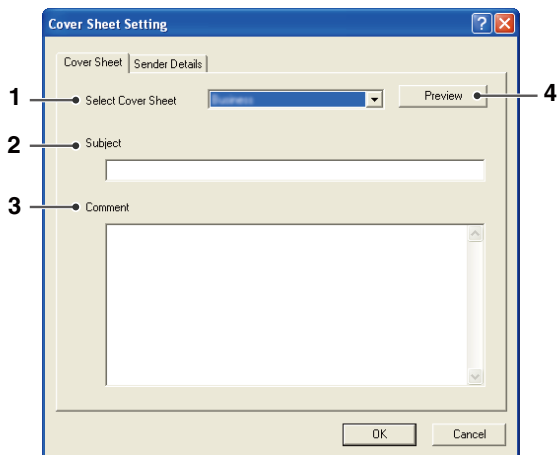 Cover Sheet Setting
Cover Sheet Sender Details
1 Select Cover Sheet Business Preview 4
2 Subject
3 Comment
OK Cancel